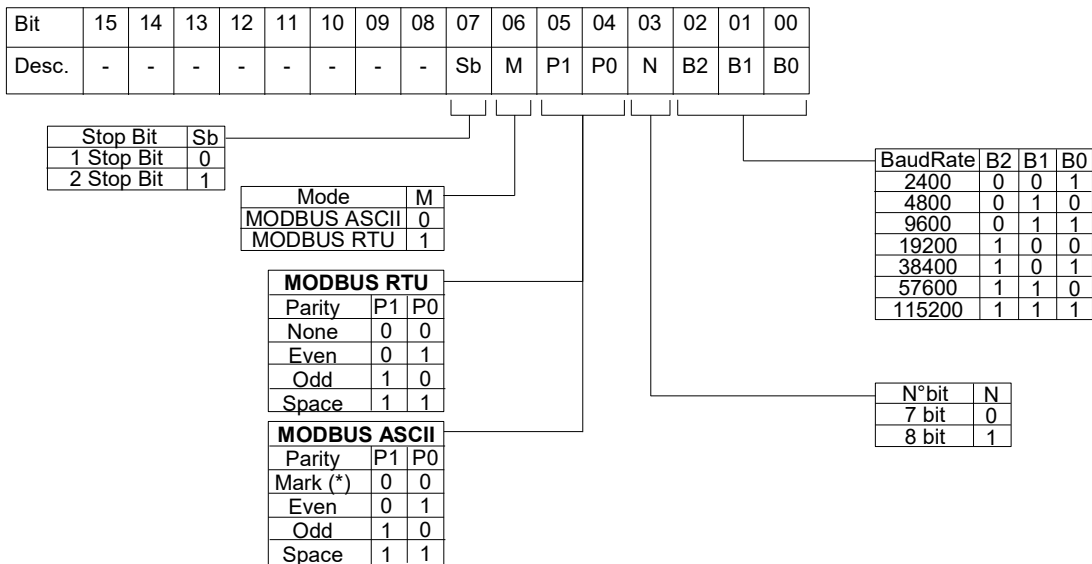 Bit 15 14 13 12 11 10 09 08 07 06 05 04 03 02 01 00
Desc. - - - - - - - - Sb M P1 P0 N B2 B1 B0
Stop Bit Sb
1 Stop Bit 0
2 Stop Bit 1
Mode M
MODBUS ASCII 0
MODBUS RTU 1
MODBUS RTU
Parity P1 P0
None 0 0
Even 0 1
Odd 1 0
Space 1 1
MODBUS ASCII
Parity P1 P0
Mark (*) 0 0
Even 0 1
Odd 1 0
Space 1 1
BaudRate B2 B1 B0
2400 0 0 1
4800 0 1 0
9600 0 1 1
19200 1 0 0
38400 1 0 1
57600 1 1 0
115200 1 1 1
N°bit N
7 bit 0
8 bit 1